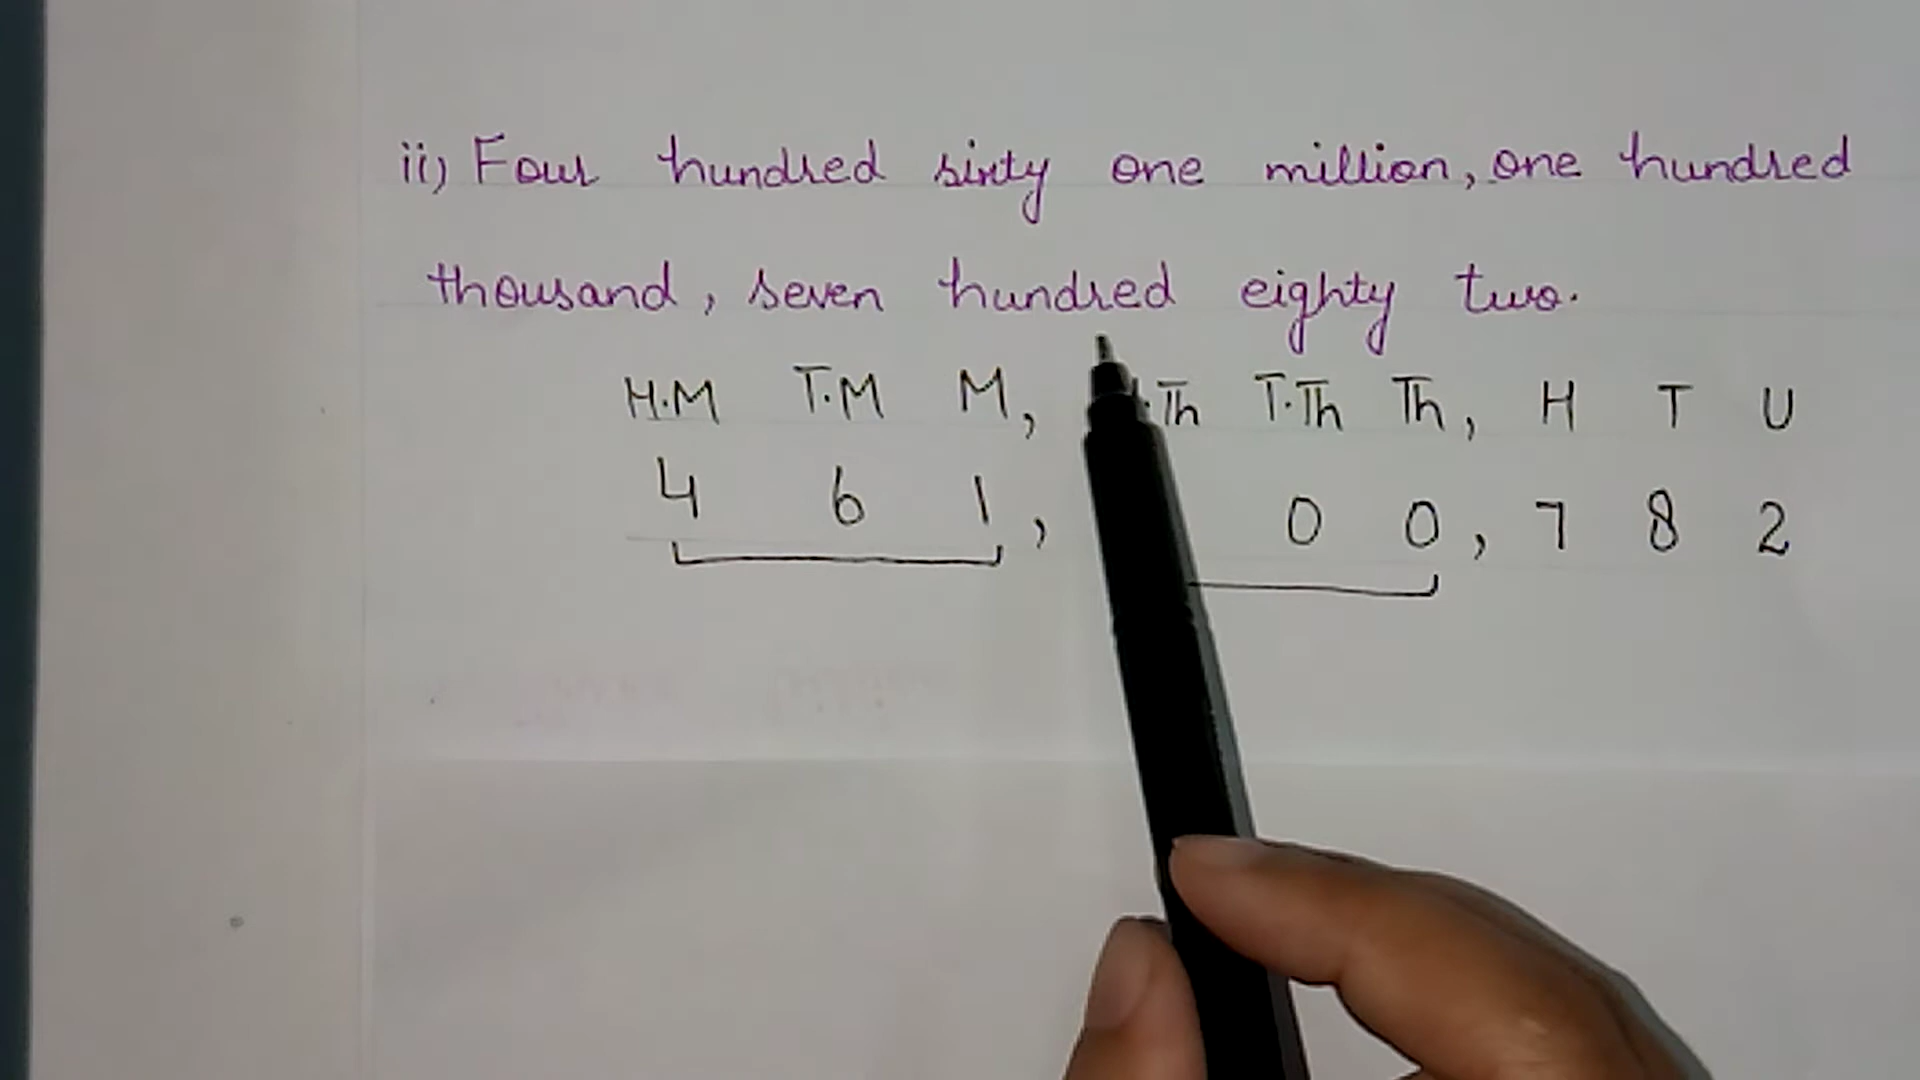 ii) Four hundred sixty one million, one hundred
thousand, seven hundred eighty two.
H.M T.M M, .Th T.Th Th, H T U
4 6 1, 0 0, 7 8 2